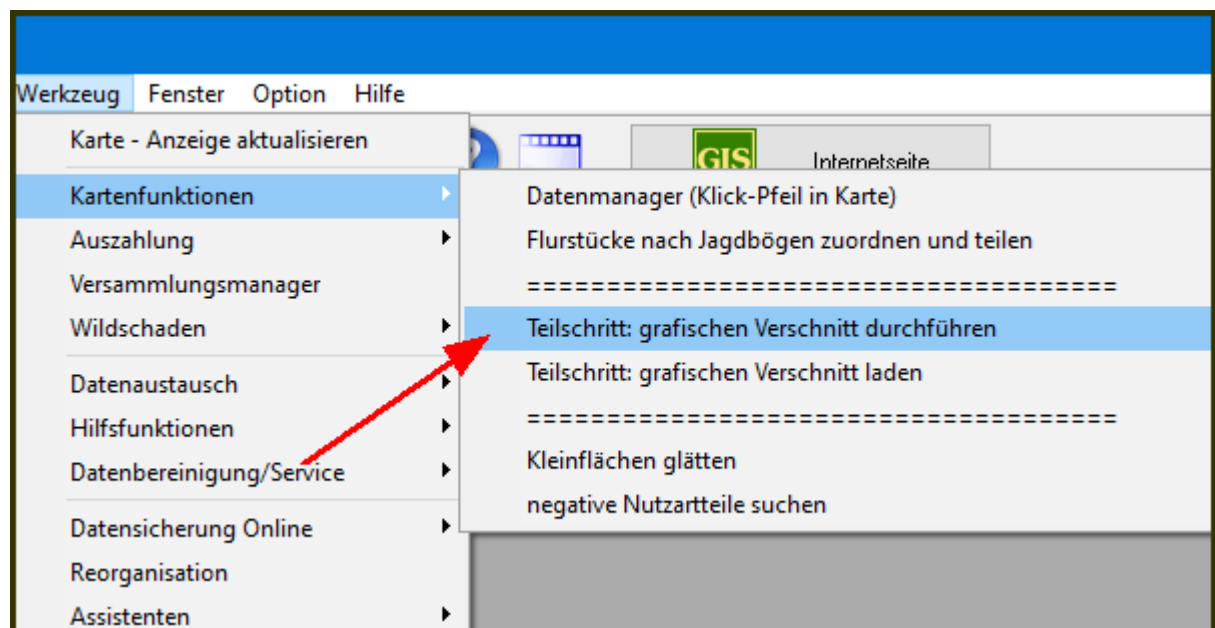 Werkzeug Fenster Option Hilfe
Karte - Anzeige aktualisieren
GIS Internetseite
Kartenfunktionen
Auszahlung
Versammlungsmanager
Wildschaden
Datenaustausch
Hilfsfunktionen
Datenbereinigung/Service
Datensicherung Online
Reorganisation
Assistenten
Datenmanager (Klick-Pfeil in Karte)
Flurstücke nach Jagdbögen zuordnen und teilen
=====================================
Teilschritt: grafischen Verschnitt durchführen
Teilschritt: grafischen Verschnitt laden
=====================================
Kleinflächen glätten
negative Nutzartteile suchen